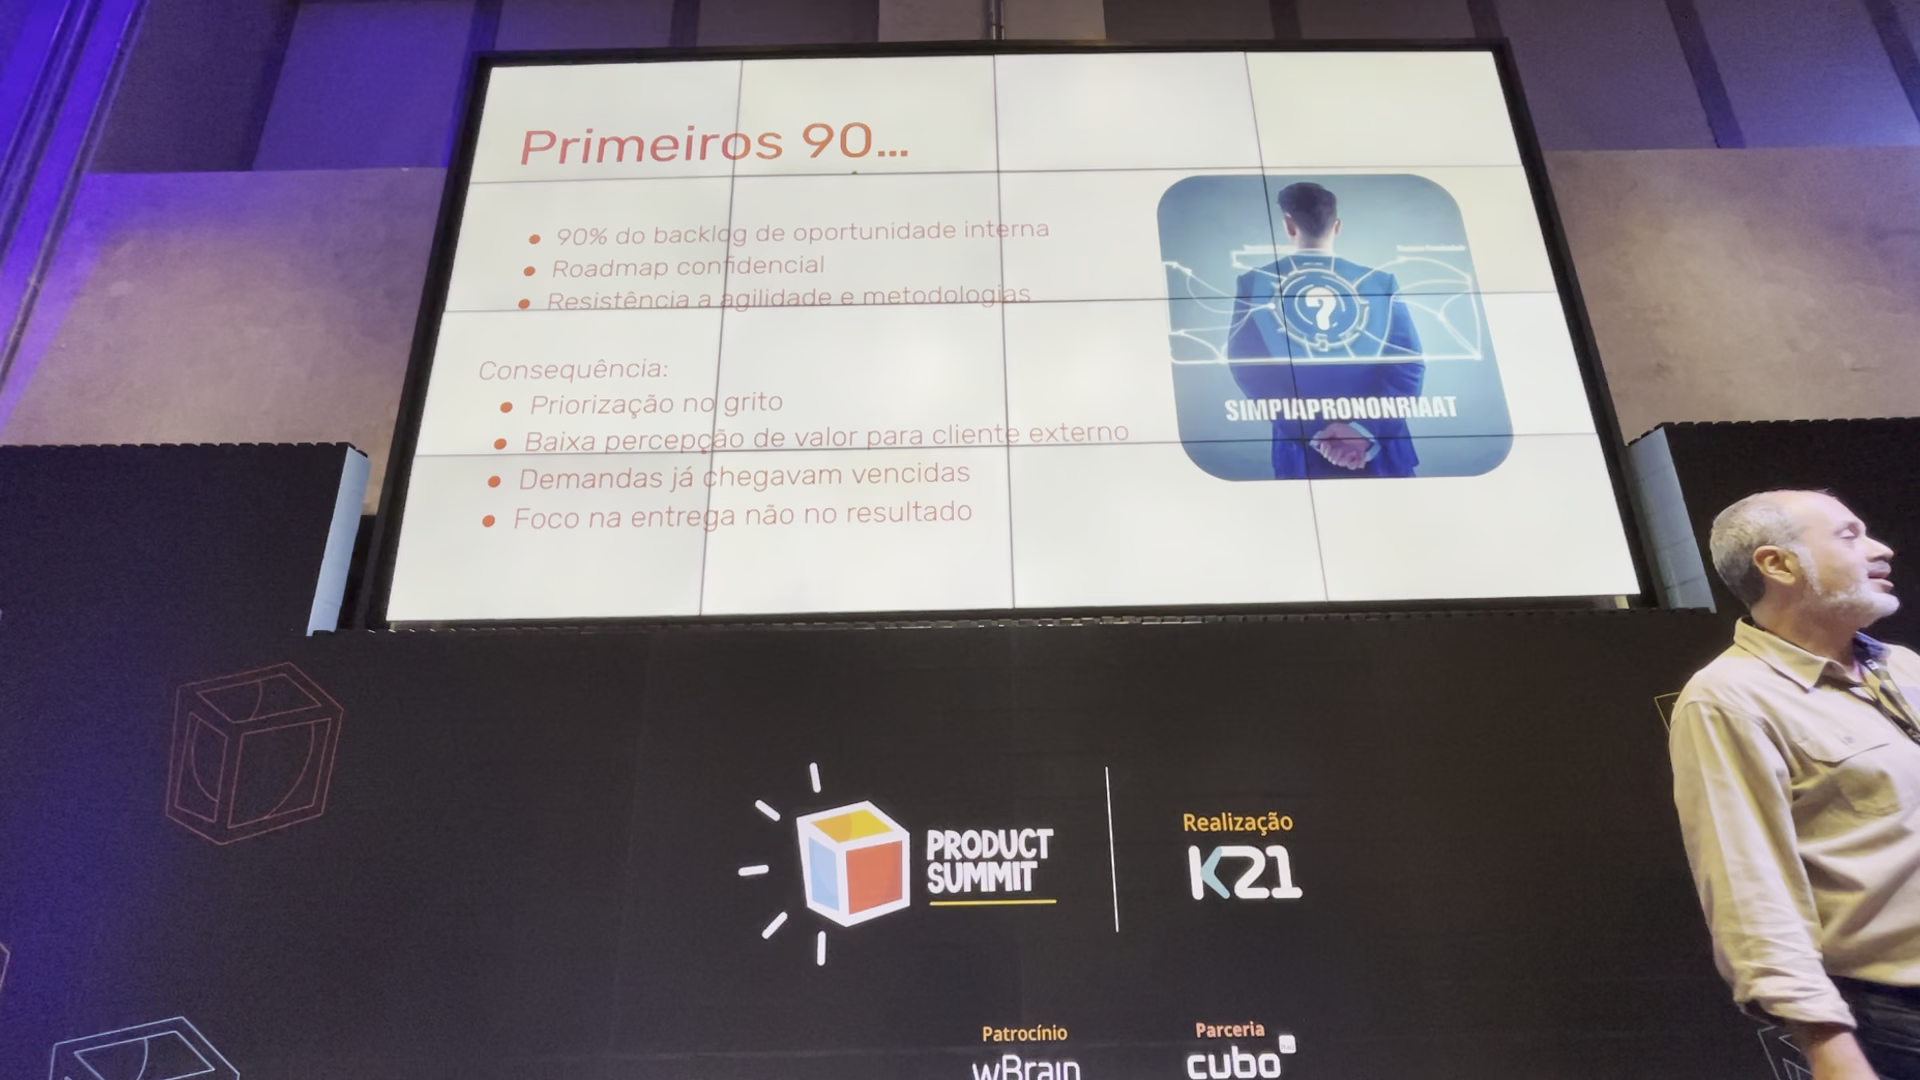 Primeiros 90...
90% do backlog de oportunidade interna
Roadmap confidencial
Resistência a agilidade e metodologias
Consequência:
Priorização no grito
Baixa percepção de valor para cliente externo
Demandas já chegavam vencidas
Foco na entrega não no resultado
SIMPIAPRONONRIAAT
PRODUCT
SUMMIT
Realização
K21
Patrocínio
wBrain
Parceria
cubo